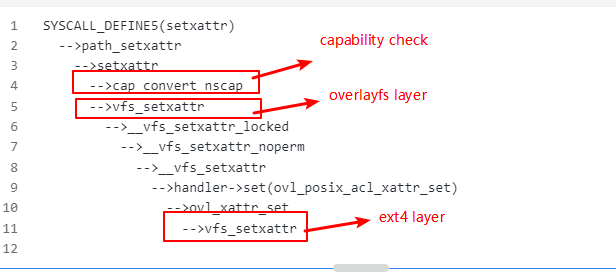 1 SYSCALL_DEFINE5(setxattr)
2 -->path_setxattr
capability check
3 -->setxattr
4 -->cap_convert_nscap
overlayfs layer
5 -->vfs_setxattr
6 -->__vfs_setxattr_locked
7 -->__vfs_setxattr_noperm
8 -->__vfs_setxattr
9 -->handler->set(ovl_posix_acl_xattr_set)
10 -->ovl_xattr_set
11 -->vfs_setxattr
ext4 layer
12